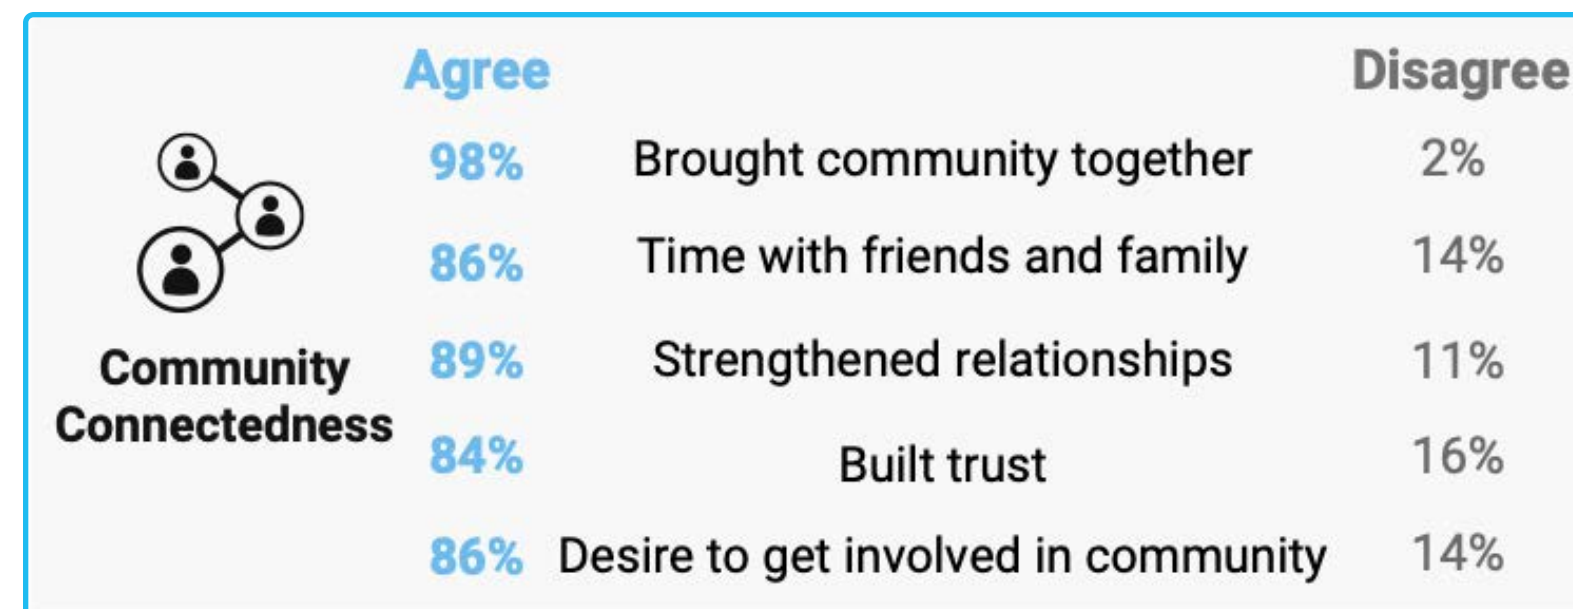 Agree Disagree
98% Brought community together 2%
86% Time with friends and family 14%
Community
Connectedness
89% Strengthened relationships 11%
84% Built trust 16%
86% Desire to get involved in community 14%